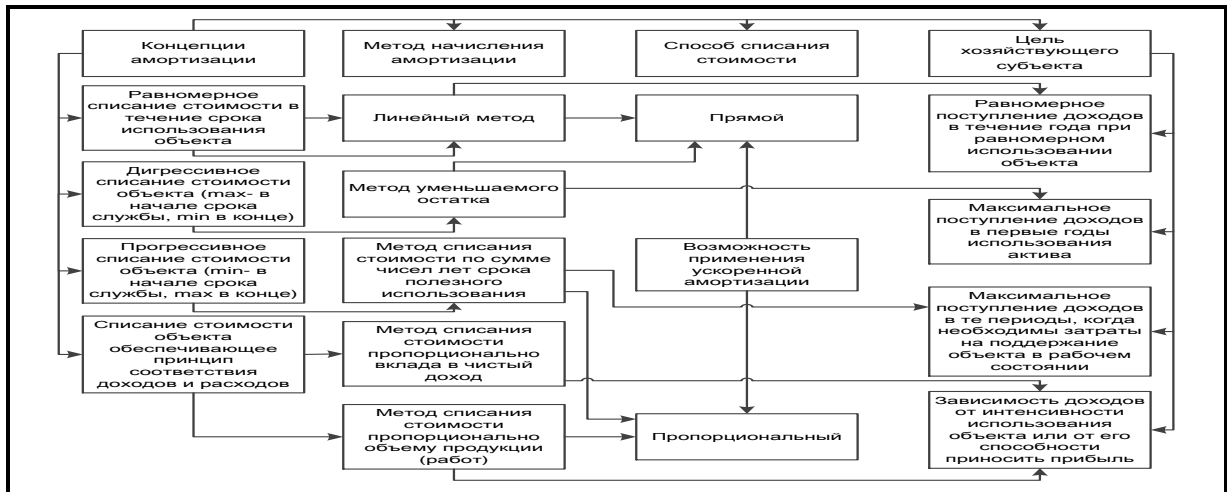 Концепции
амортизации
Метод начисления
амортизации
Способ списания
стоимости
Цель
хозяйствующего
субъекта
Равномерное
списание стоимости в
течение срока
использования
объекта
Линейный метод
Прямой
Равномерное
поступление доходов
в течение года при
равномерном
использовании
объекта
Дигрессивное
списание стоимости
объекта (max- в
начале срока
службы, min в конце)
Метод уменьшаемого
остатка
Максимальное
поступление доходов
в первые годы
использования
актива
Прогрессивное
списание стоимости
объекта (min- в
начале срока
службы, max в конце)
Метод списания
стоимости по сумме
чисел лет срока
полезного
использования
Возможность
применения
ускоренной
амортизации
Максимальное
поступление доходов
в те периоды, когда
необходимы затраты
на поддержание
объекта в рабочем
состоянии
Списание стоимости
объекта
обеспечивающее
принцип
соответствия
доходов и расходов
Метод списания
стоимости
пропорционально
вклада в чистый
доход
Зависимость доходов
от интенсивности
использования
объекта или от его
способности
приносить прибыль
Метод списания
стоимости
пропорционально
объему продукции
(работ)
Пропорциональный